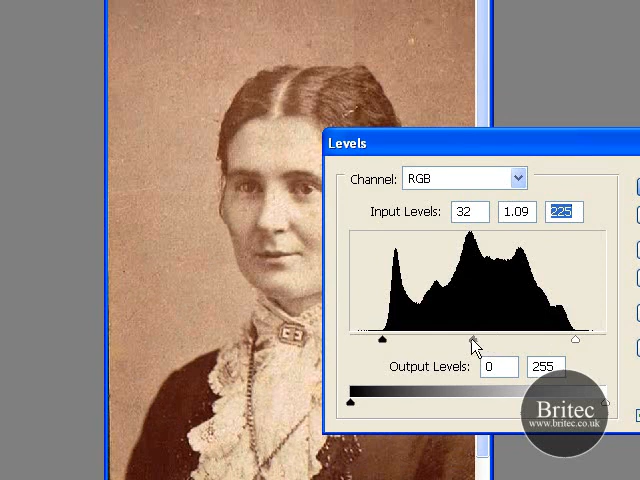 Levels
Channel: RGB
Input Levels: 32 1.09 225
Output Levels: 0 255
Britec
www.britec.co.uk